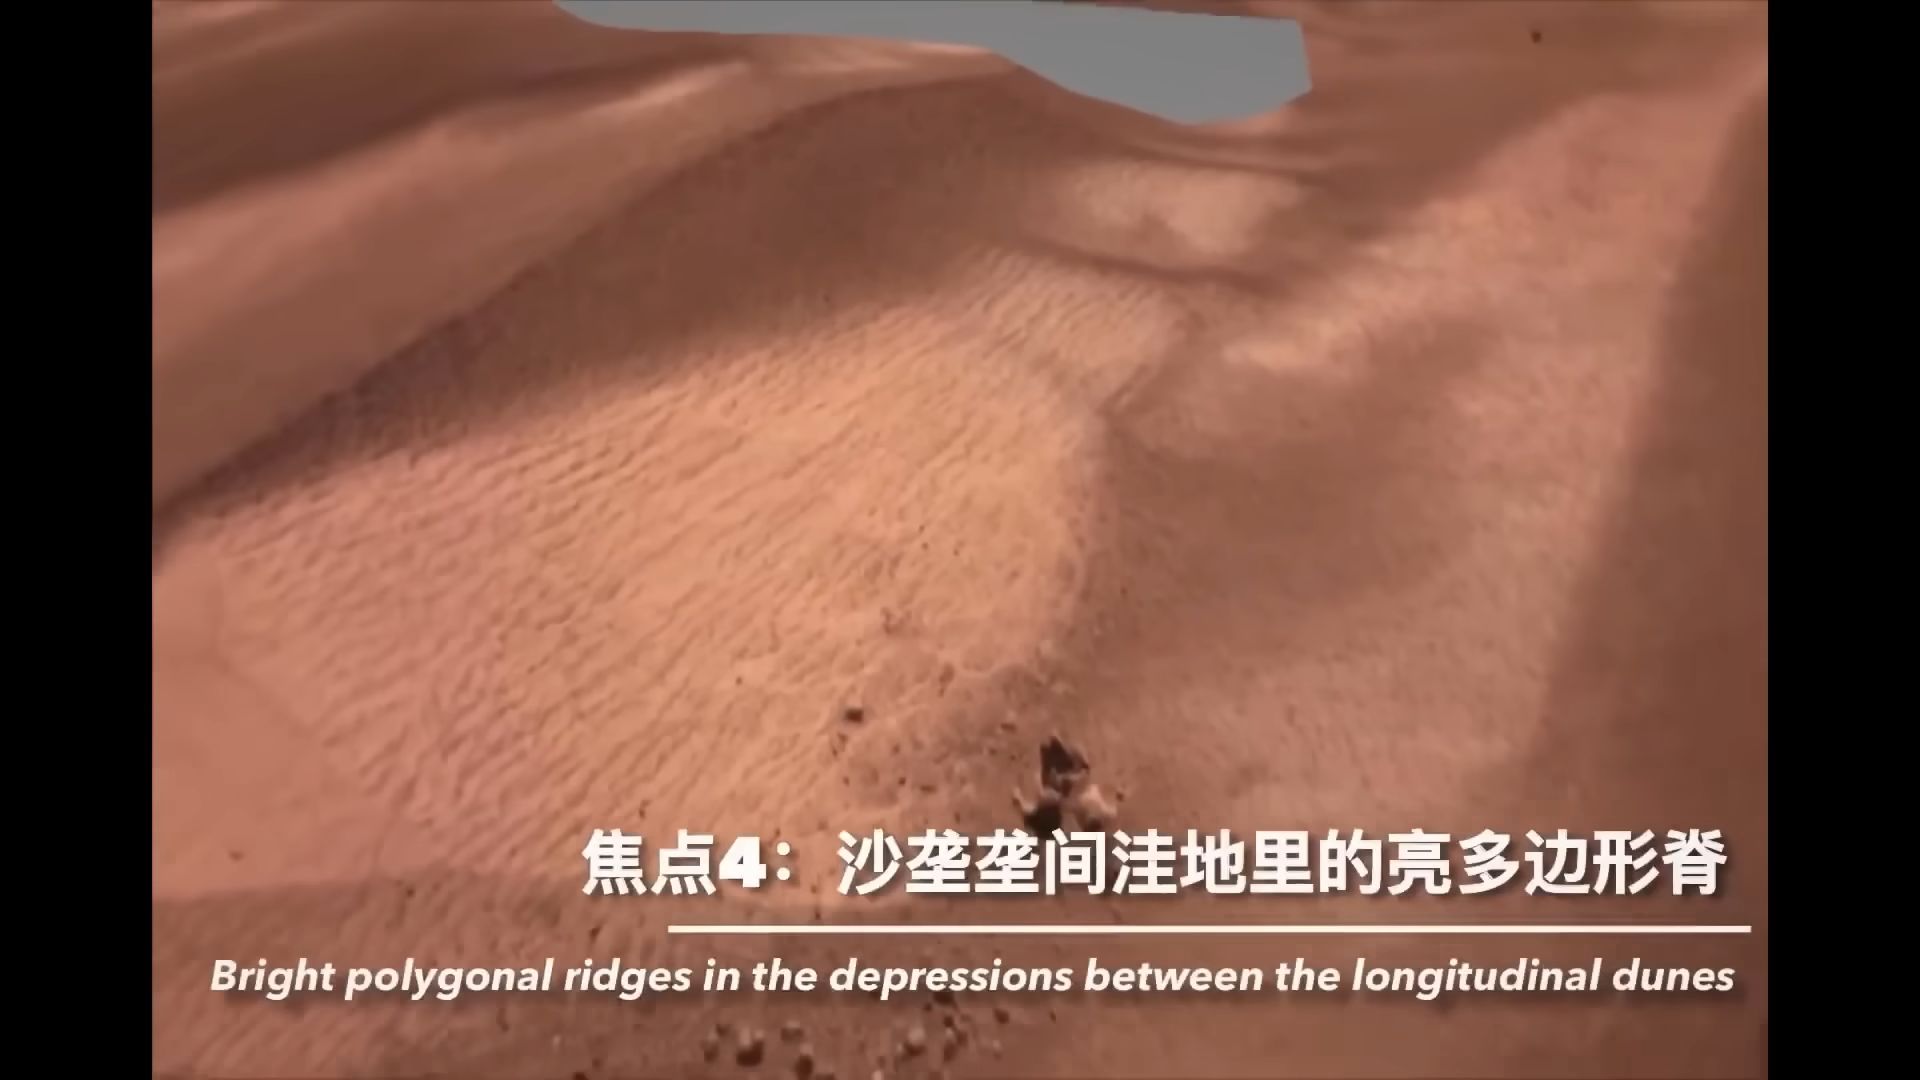 焦点4：沙垄垄间洼地里的亮多边形脊
Bright polygonal ridges in the depressions between the longitudinal dunes